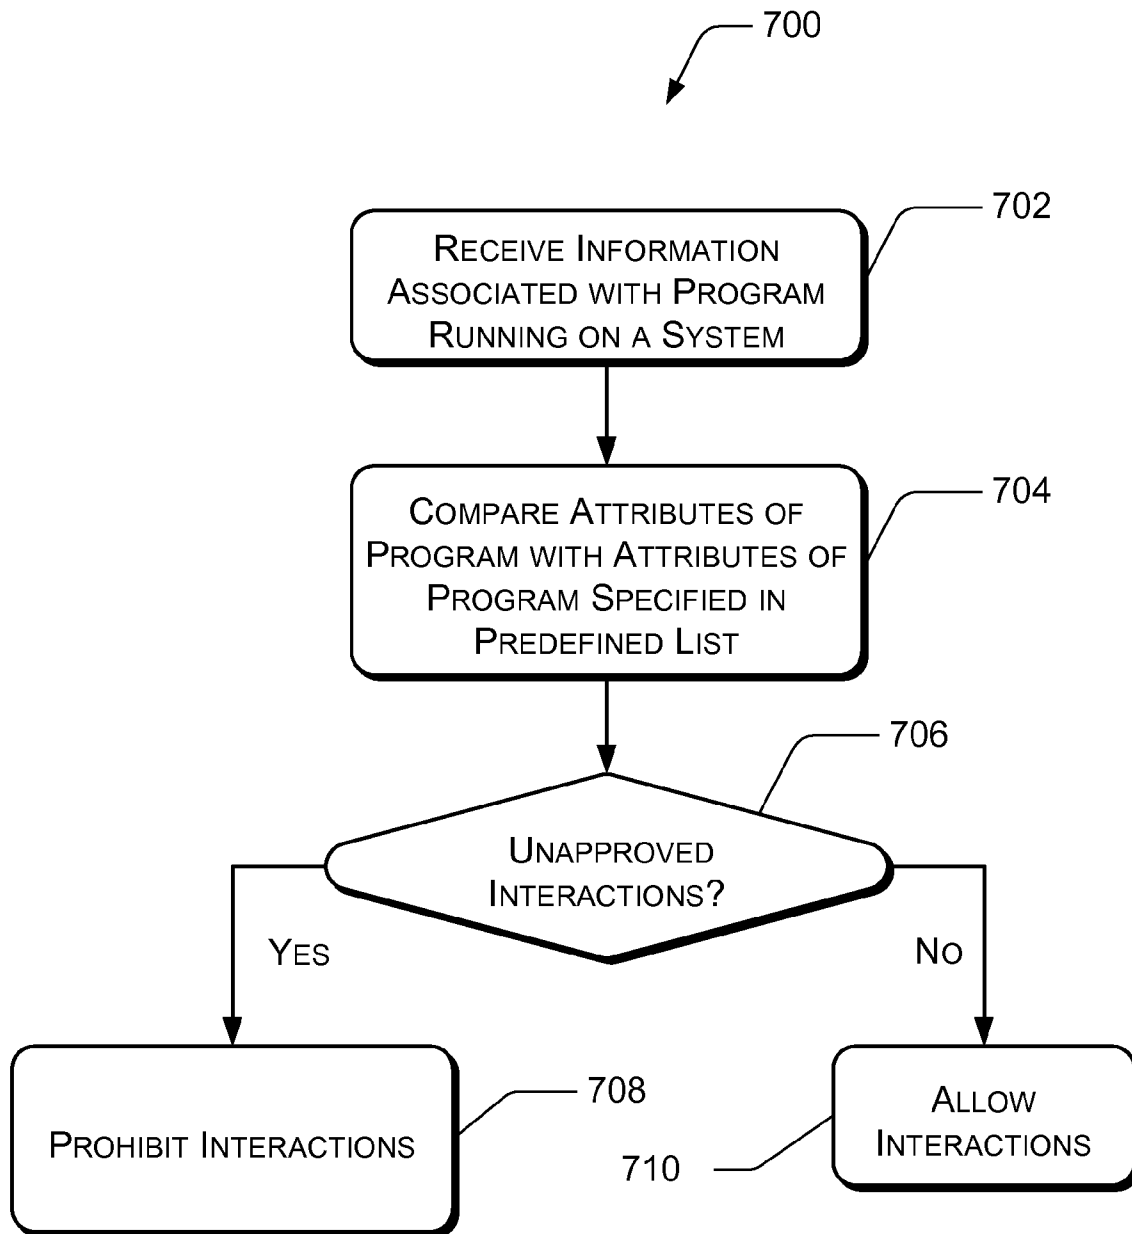 700
702
RECEIVE INFORMATION
ASSOCIATED WITH PROGRAM
RUNNING ON A SYSTEM
704
COMPARE ATTRIBUTES OF
PROGRAM WITH ATTRIBUTES OF
PROGRAM SPECIFIED IN
PREDEFINED LIST
706
UNAPPROVED
INTERACTIONS?
YES
NO
708
PROHIBIT INTERACTIONS
ALLOW
INTERACTIONS
710